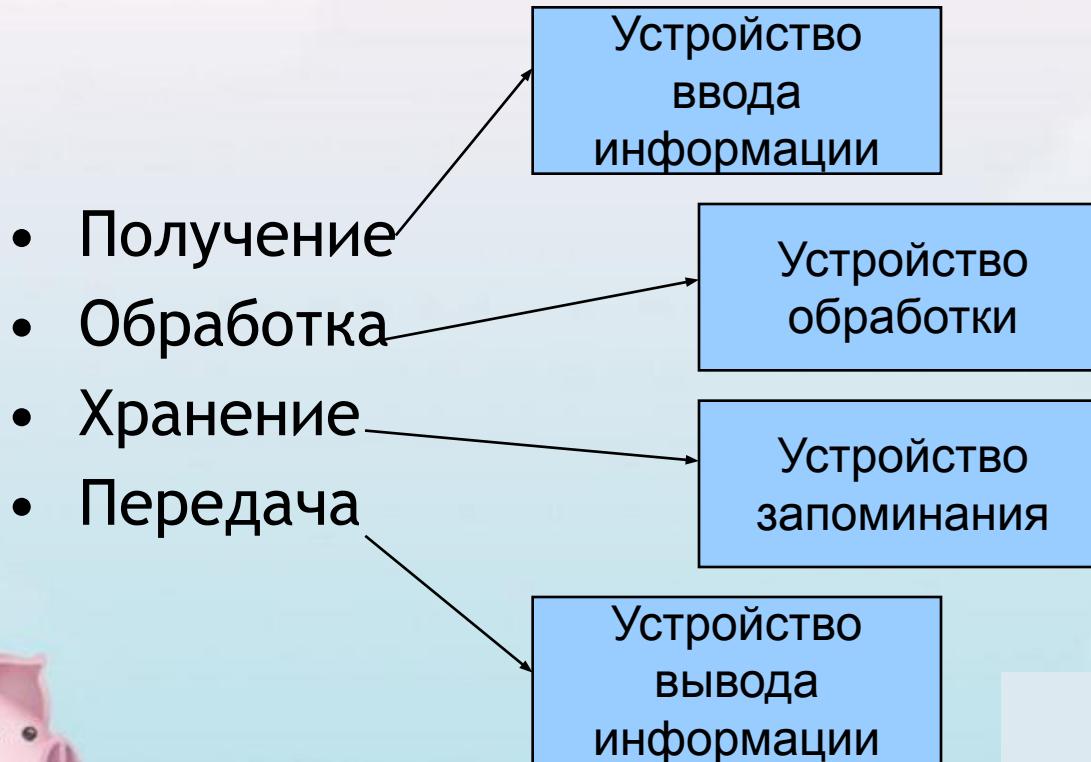 Устройство
ввода
информации
• Получение
• Обработка
• Хранение
• Передача
Устройство
обработки
Устройство
запоминания
Устройство
вывода
информации